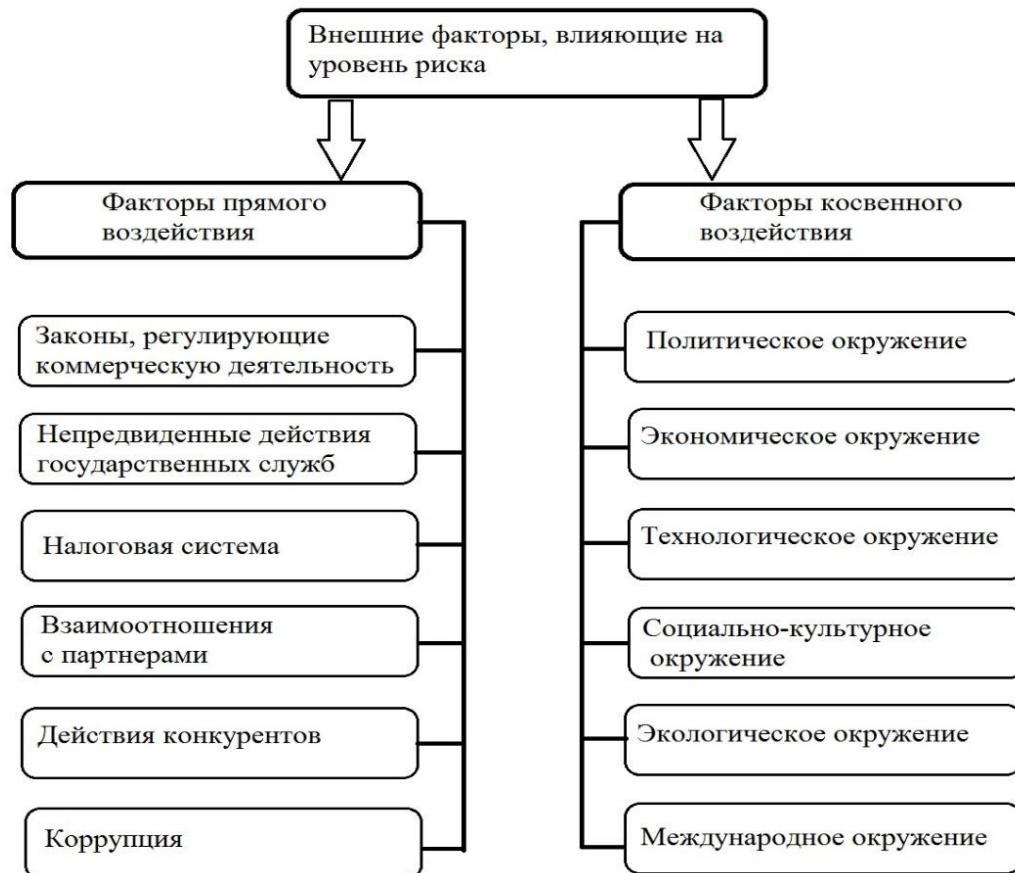 Внешние факторы, влияющие на
уровень риска
Факторы прямого
воздействия
Законы, регулирующие
коммерческую деятельность
Непредвиденные действия
государственных служб
Налоговая система
Взаимоотношения
с партнерами
Действия конкурентов
Коррупция
Факторы косвенного
воздействия
Политическое окружение
Экономическое окружение
Технологическое окружение
Социально-культурное
окружение
Экологическое окружение
Международное окружение